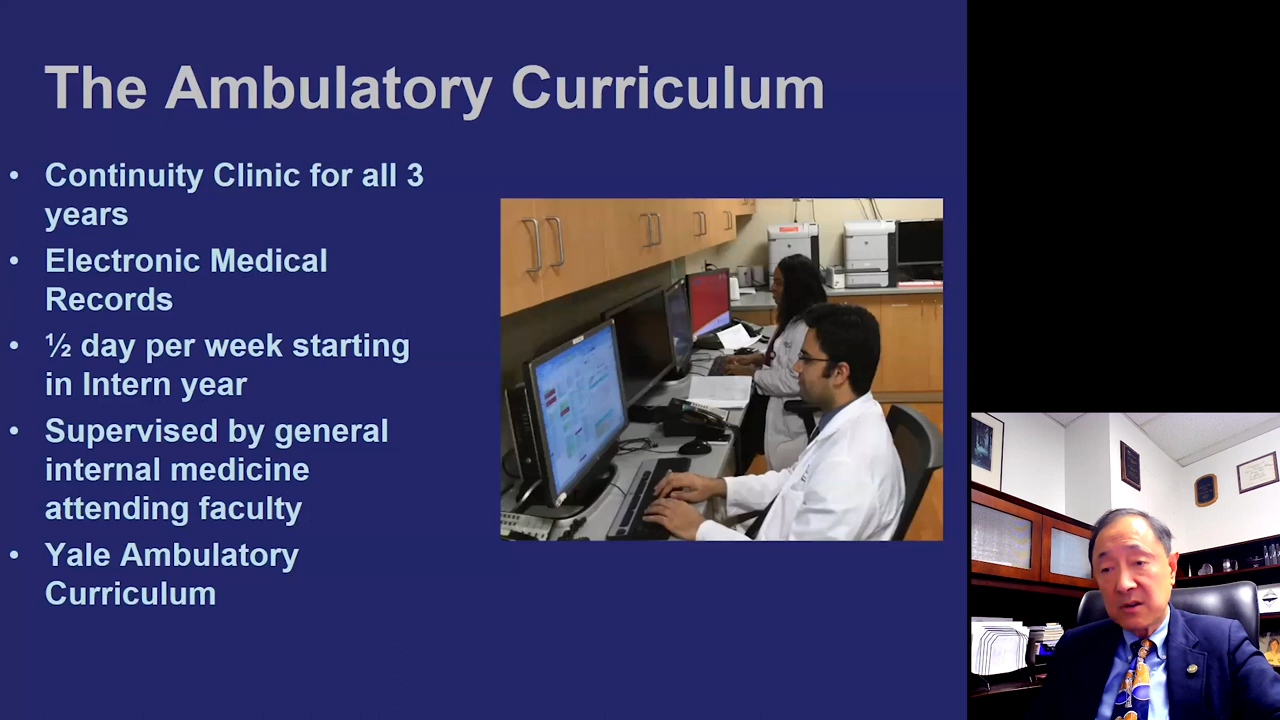 The Ambulatory Curriculum
• Continuity Clinic for all 3
years
• Electronic Medical
Records
• ½ day per week starting
in Intern year
• Supervised by general
internal medicine
attending faculty
• Yale Ambulatory
Curriculum